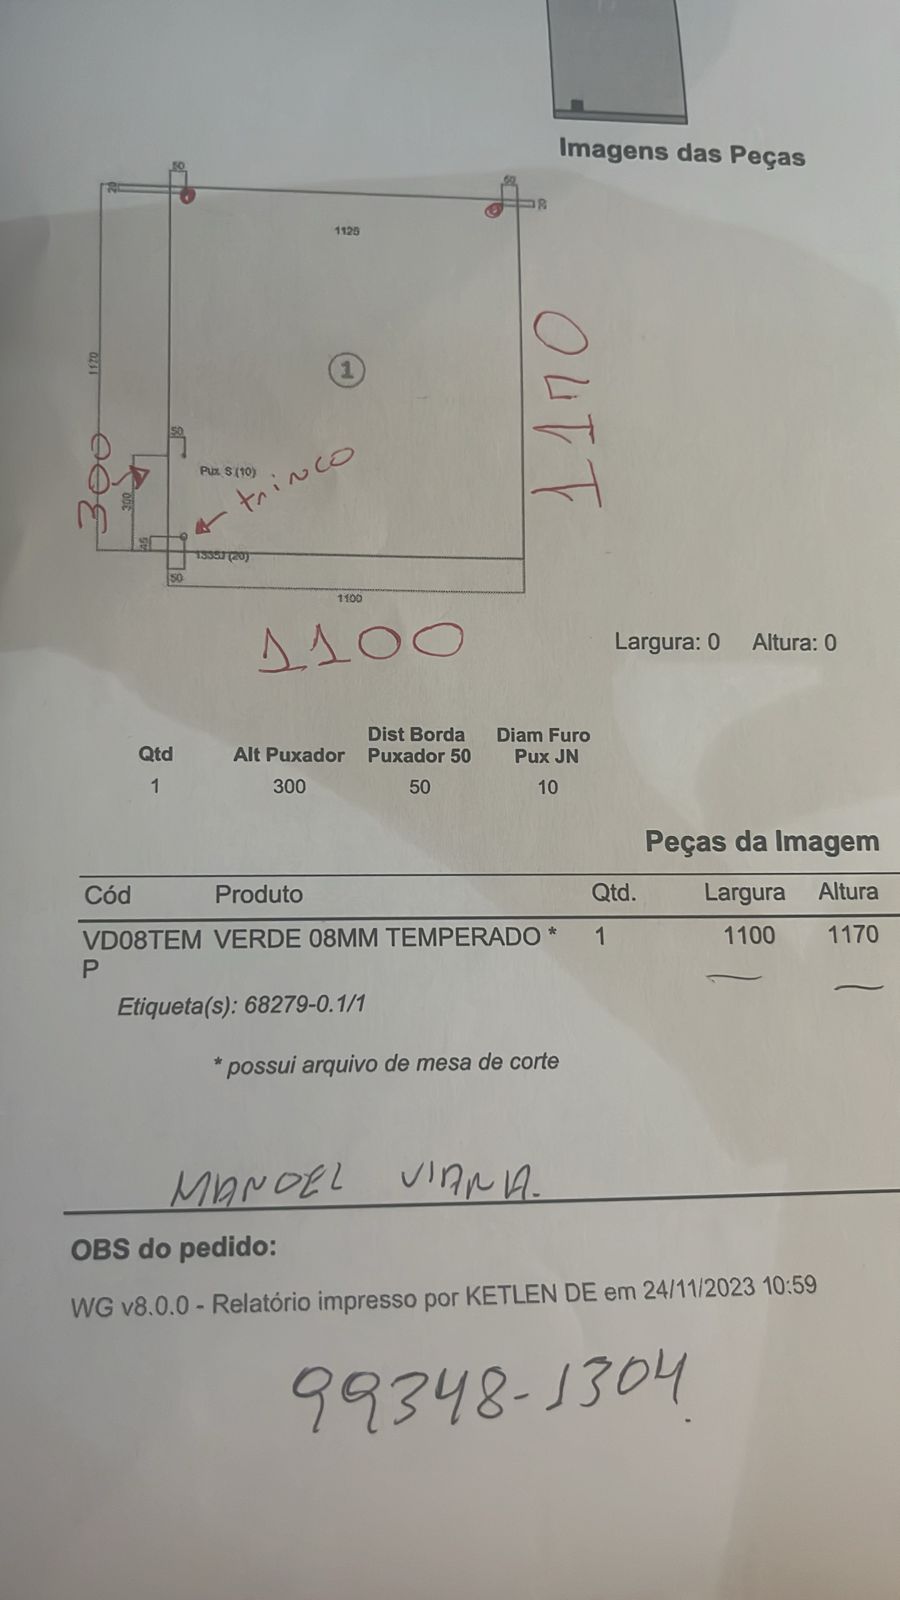 Imagens das Peças
50
20
50
20
1125
1170
1170
1
50
Pux S (10)
trinco
300
300
45
1335J (20)
50
1100
1100
Largura: 0 Altura: 0
Qtd Alt Puxador Dist Borda Puxador 50 Diam Furo Pux JN
1 300 50 10
Peças da Imagem
Cód Produto Qtd. Largura Altura
VD08TEM VERDE 08MM TEMPERADO * 1 1100 1170
P
Etiqueta(s): 68279-0.1/1
* possui arquivo de mesa de corte
MANOEL VIANA.
OBS do pedido:
WG v8.0.0 - Relatório impresso por KETLEN DE em 24/11/2023 10:59
99348-1304.